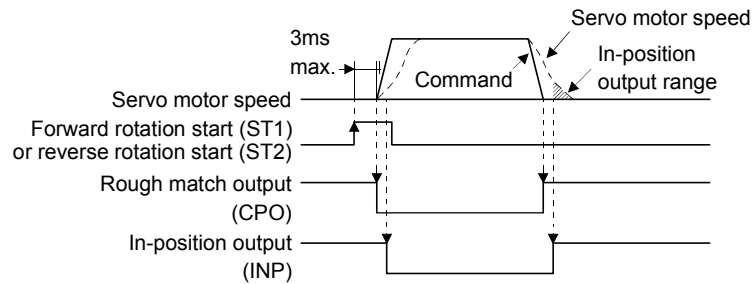 Servo motor speed
3ms
max.
In-position
output range
Command
Servo motor speed
Forward rotation start (ST1)
or reverse rotation start (ST2)
Rough match output
(CPO)
In-position output
(INP)